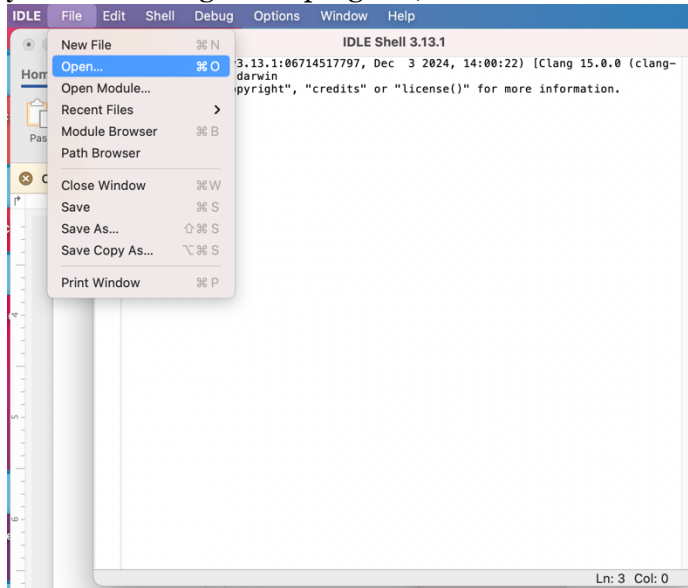 IDLE File Edit Shell Debug Options Window Help
IDLE Shell 3.13.1
New File ⌘ N
3.13.1:06714517797, Dec 3 2024, 14:00:22) [Clang 15.0.0 (clang-
Open... ⌘ O
darwin
Hom
Open Module...
pyright", "credits" or "license()" for more information.
Recent Files >
Pas
Module Browser ⌘ B
Path Browser
Close Window ⌘ W
Save ⌘ S
Save As... ⇧ ⌘ S
Save Copy As... ⌥ ⌘ S
Print Window ⌘ P
4
5
6
Ln: 3 Col: 0